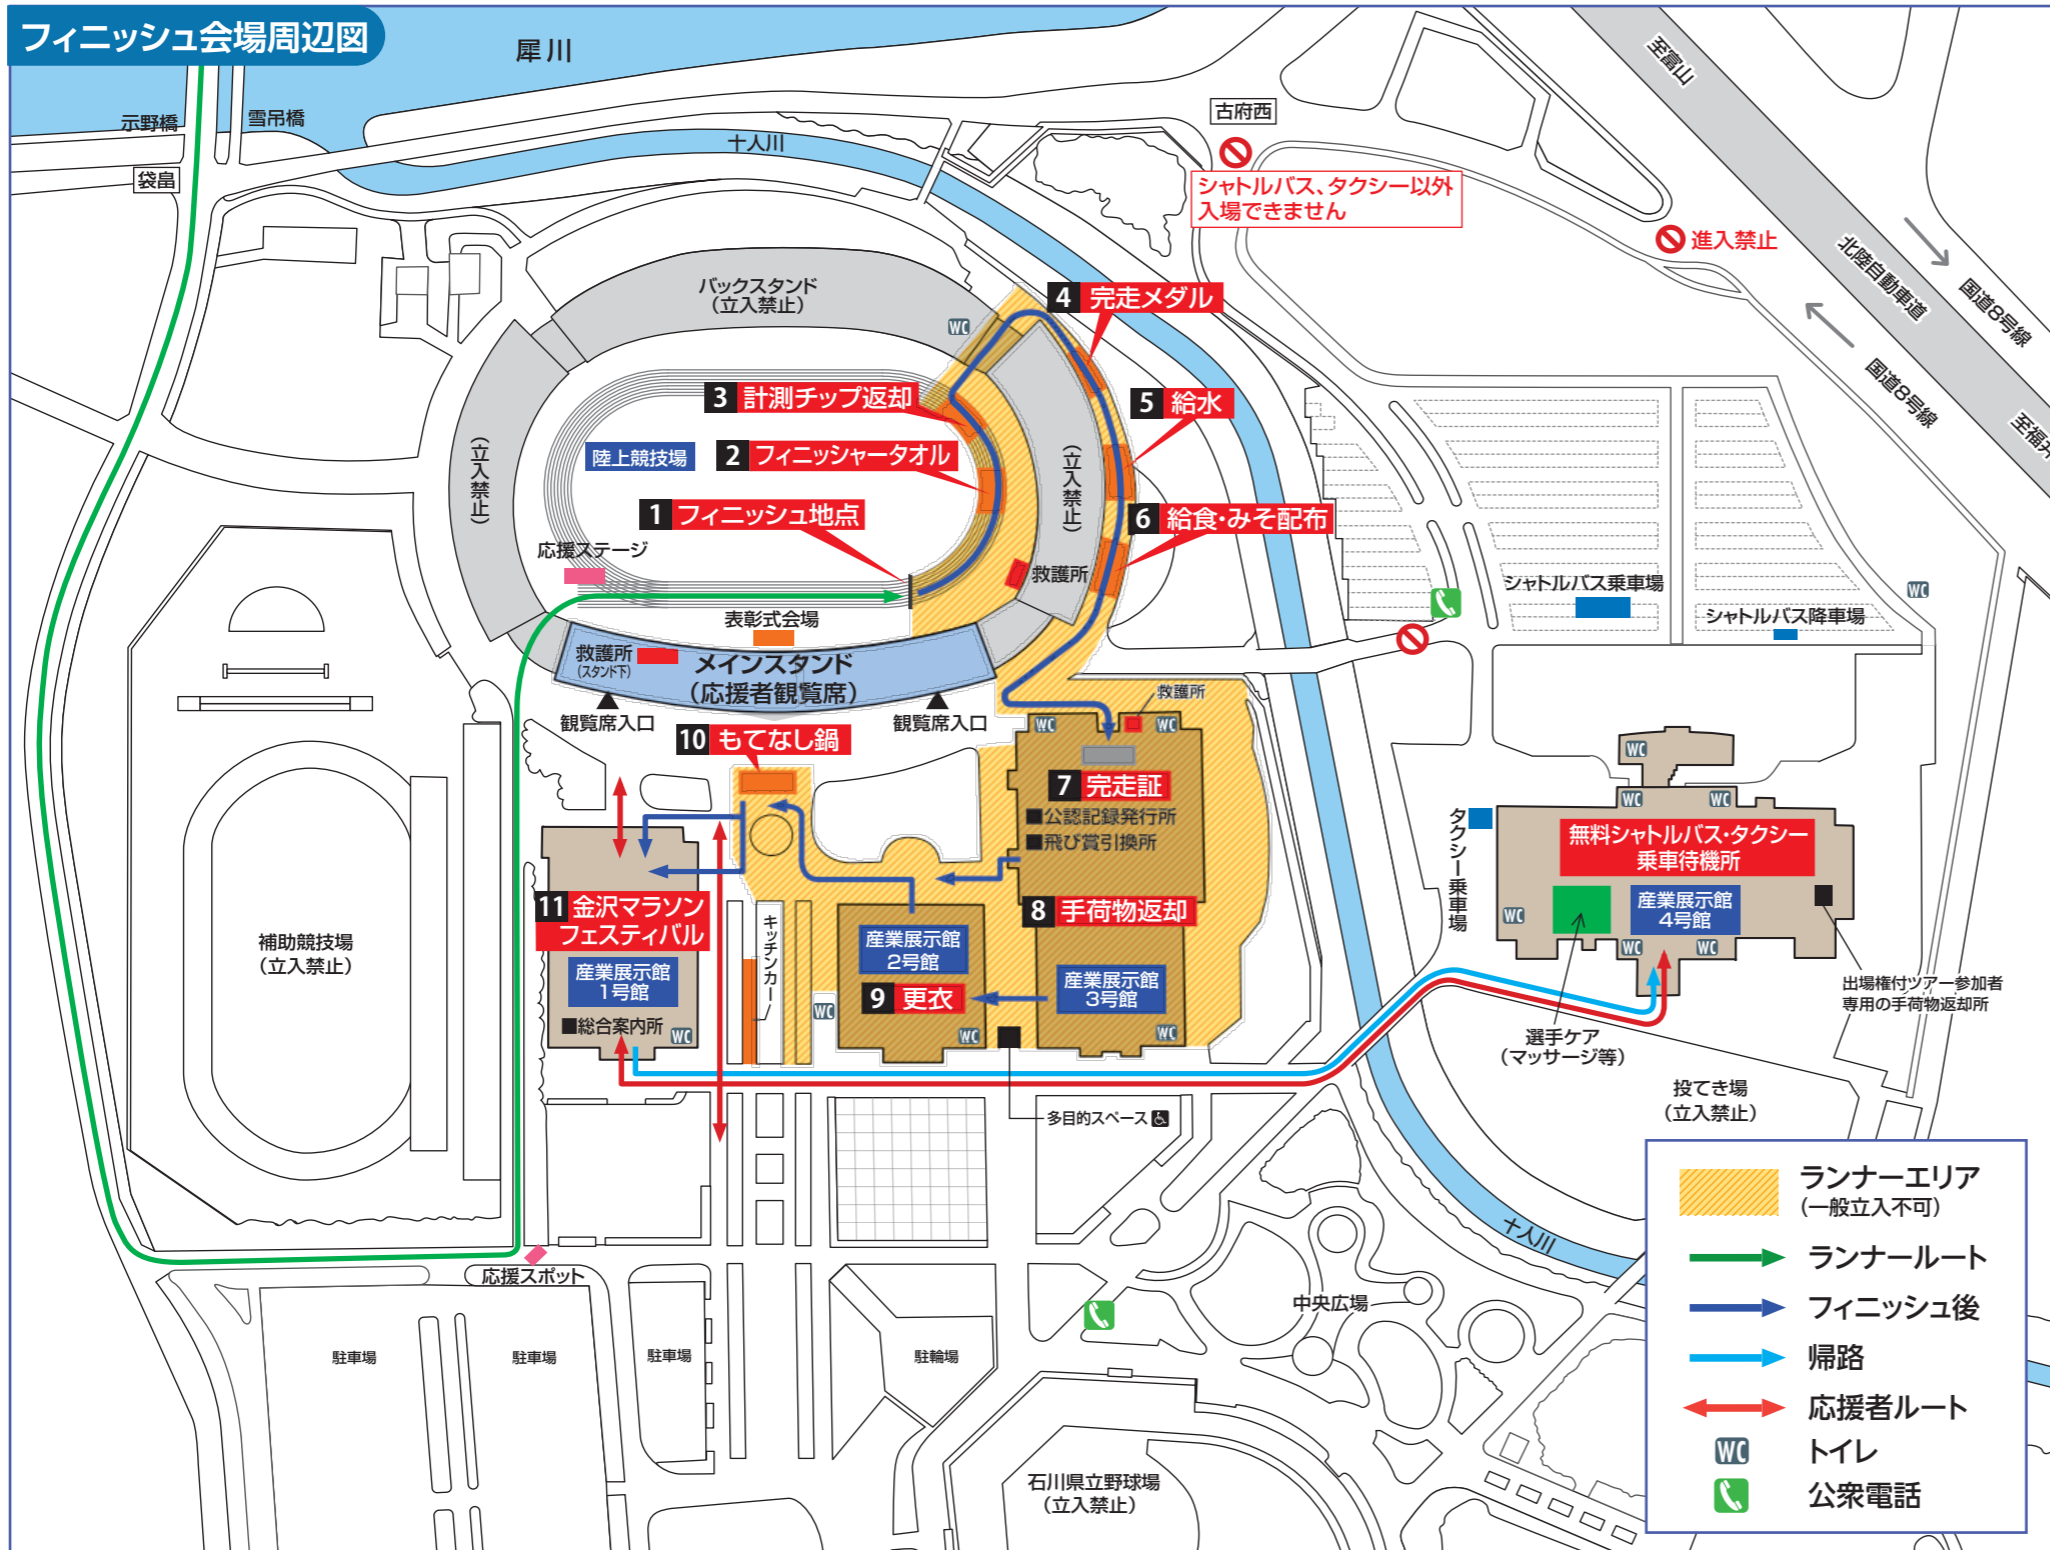 フィニッシュ会場周辺図
犀川
示野橋
雪吊橋
袋畠
十人川
古府西
シャトルバス、タクシー以外
入場できません
進入禁止
至富山
北陸自動車道
国道8号線
国道8号線
至福井
バックスタンド
(立入禁止)
WC
4 完走メダル
3 計測チップ返却
5 給水
陸上競技場
2 フィニッシャータオル
(立入禁止)
(立入禁止)
1 フィニッシュ地点
6 給食・みそ配布
応援ステージ
救護所
表彰式会場
救護所
(スタンド下)
メインスタンド
(応援者観覧席)
観覧席入口
観覧席入口
シャトルバス乗車場
シャトルバス降車場
WC
救護所
WC
WC
10 もてなし鍋
7 完走証
■公認記録発行所
■飛び賞引換所
8 手荷物返却
産業展示館
3号館
WC
産業展示館
2号館
9 更衣
WC
WC
キッチンカー
11 金沢マラソン
フェスティバル
産業展示館
1号館
■総合案内所
WC
補助競技場
(立入禁止)
タクシー乗車場
WC
WC
WC
無料シャトルバス・タクシー
乗車待機所
産業展示館
4号館
WC
WC
WC
出場権付ツアー参加者
専用の手荷物返却所
選手ケア
(マッサージ等)
投てき場
(立入禁止)
多目的スペース
十人川
応援スポット
中央広場
駐車場
駐車場
駐車場
駐輪場
石川県立野球場
(立入禁止)
ランナーエリア
(一般立入不可)
ランナールート
フィニッシュ後
帰路
応援者ルート
WC トイレ
公衆電話